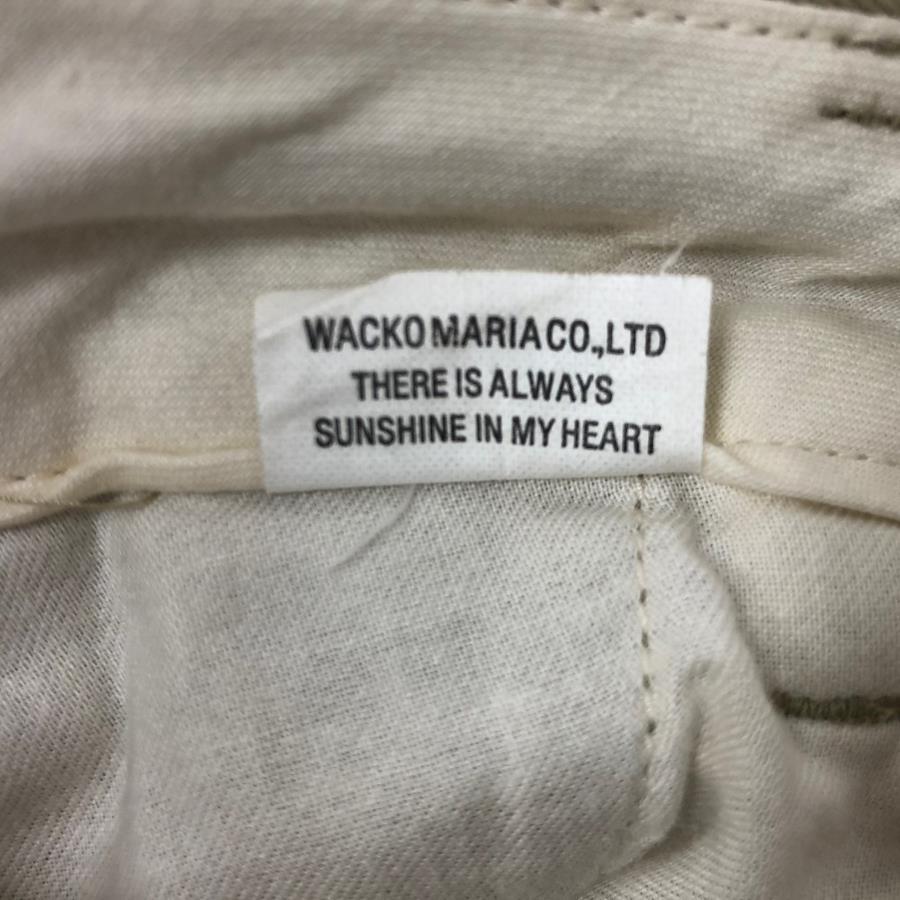 WACKO MARIA CO.,LTD
THERE IS ALWAYS
SUNSHINE IN MY HEART